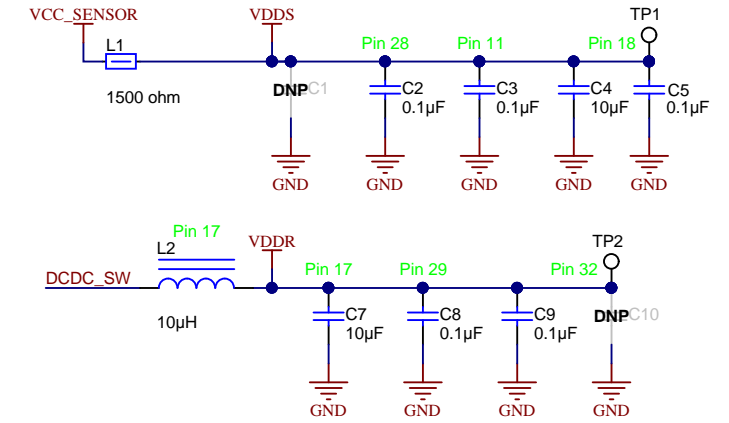 VCC_SENSOR
VDDS
TP1
L1
Pin 28
Pin 11
Pin 18
1500 ohm
DNP
C1
C2
0.1µF
C3
0.1µF
C4
10µF
C5
0.1µF
GND
GND
GND
GND
GND
Pin 17
L2
VDDR
TP2
DCDC_SW
Pin 17
Pin 29
Pin 32
10µH
C7
10µF
C8
0.1µF
C9
0.1µF
DNP
C10
GND
GND
GND
GND